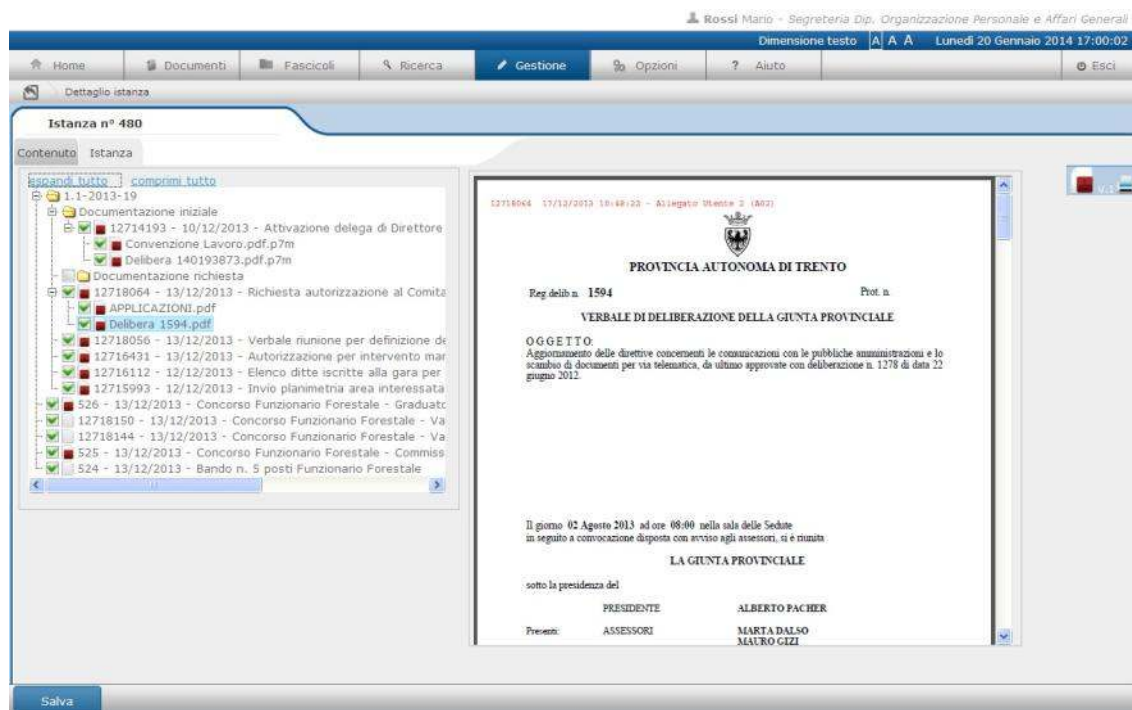 Rossi Mario - Segreteria Dip. Organizzazione Personale e Affari Generali
Dimensione testo A A A Lunedì 20 Gennaio 2014 17:00:02
Home Documenti Fascicoli Ricerca Gestione Opzioni ? Aiuto Esci
Dettaglio istanza
Istanza n° 480
Contenuto Istanza
espandi tutto comprimi tutto
1.1-2013-19
Documentazione iniziale
12714193 - 10/12/2013 - Attivazione delega di Direttore
Convenzione Lavoro.pdf.p7m
Delibera 140193873.pdf.p7m
Documentazione richiesta
12718064 - 13/12/2013 - Richiesta autorizzazione al Comita
APPLICAZIONI.pdf
Delibera 1594.pdf
12718056 - 13/12/2013 - Verbale riunione per definizione de
12716431 - 13/12/2013 - Autorizzazione per intervento mar
12716112 - 12/12/2013 - Elenco ditte iscritte alla gara per
12715993 - 12/12/2013 - Invio planimetria area interessata
526 - 13/12/2013 - Concorso Funzionario Forestale - Graduato
12718150 - 13/12/2013 - Concorso Funzionario Forestale - Va
12718144 - 13/12/2013 - Concorso Funzionario Forestale - Va
525 - 13/12/2013 - Concorso Funzionario Forestale - Commiss
524 - 13/12/2013 - Bando n. 5 posti Funzionario Forestale
12718064 17/12/2013 10:48:23 - Allegato Utente 2 (A02)
PROVINCIA AUTONOMA DI TRENTO
Reg.delib.n. 1594 Prot. n.
VERBALE DI DELIBERAZIONE DELLA GIUNTA PROVINCIALE
O G G E T T O:
Aggiornamento delle direttive concernenti le comunicazioni con le pubbliche amministrazioni e lo
scambio di documenti per via telematica, da ultimo approvate con deliberazione n. 1278 di data 22
giugno 2012.
Il giorno 02 Agosto 2013 ad ore 08:00 nella sala delle Sedute
in seguito a convocazione disposta con avviso agli assessori, si è riunita
LA GIUNTA PROVINCIALE
sotto la presidenza del
PRESIDENTE ALBERTO PACHER
Presenti: ASSESSORI MARTA DALSO
MAURO GIZI
Salva